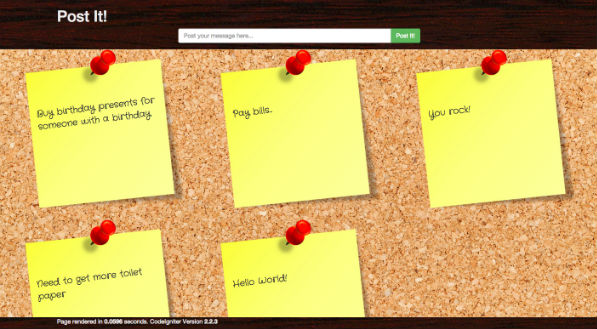 Post It!
Post your message here...
Post It!
Buy birthday presents for
someone with a birthday
Pay bills..
You rock!
Need to get more toilet
paper
Hello World!
Page rendered in 0.0596 seconds. CodeIgniter Version 2.2.3